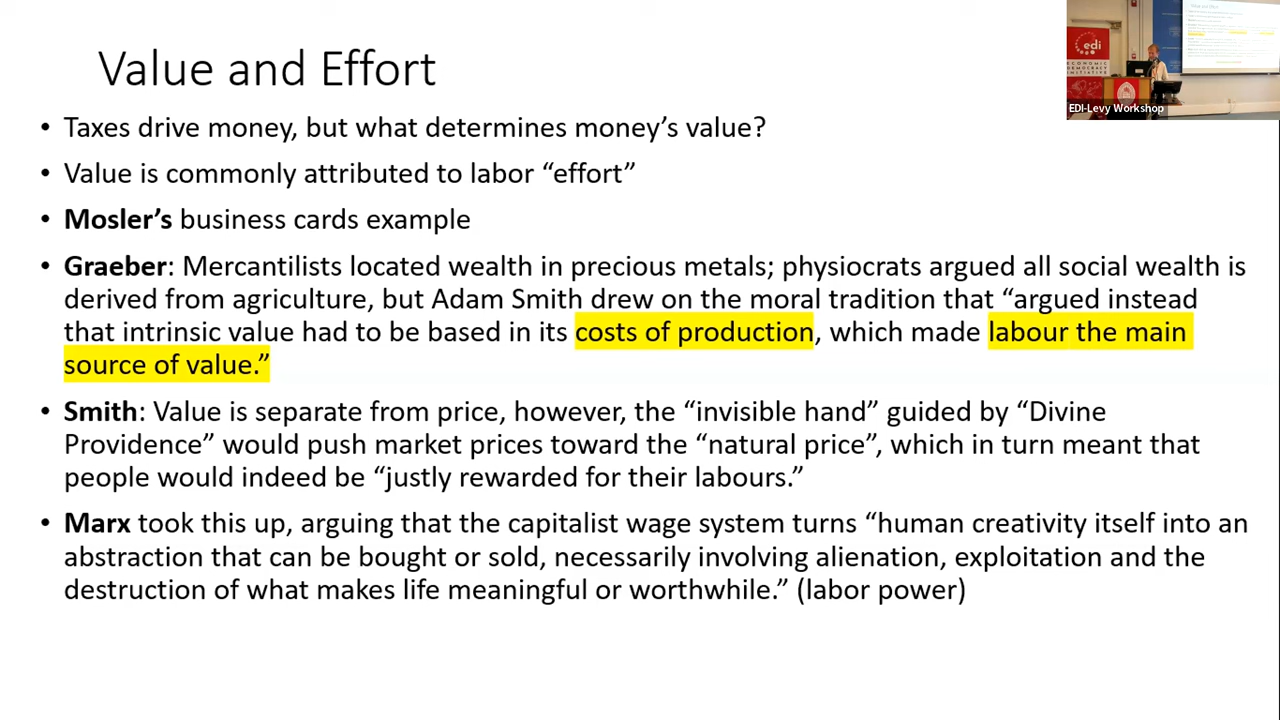 Value and Effort
• Taxes drive money, but what determines money’s value?
• Value is commonly attributed to labor “effort”
• Mosler’s business cards example
• Graeber: Mercantilists located wealth in precious metals; physiocrats argued all social wealth is
derived from agriculture, but Adam Smith drew on the moral tradition that “argued instead
that intrinsic value had to be based in its costs of production, which made labour the main
source of value.”
• Smith: Value is separate from price, however, the “invisible hand” guided by “Divine
Providence” would push market prices toward the “natural price”, which in turn meant that
people would indeed be “justly rewarded for their labours.”
• Marx took this up, arguing that the capitalist wage system turns “human creativity itself into an
abstraction that can be bought or sold, necessarily involving alienation, exploitation and the
destruction of what makes life meaningful or worthwhile.” (labor power)
edi
ECONOMIC
DEMOCRACY
INITIATIVE
EDI-Levy Workshop